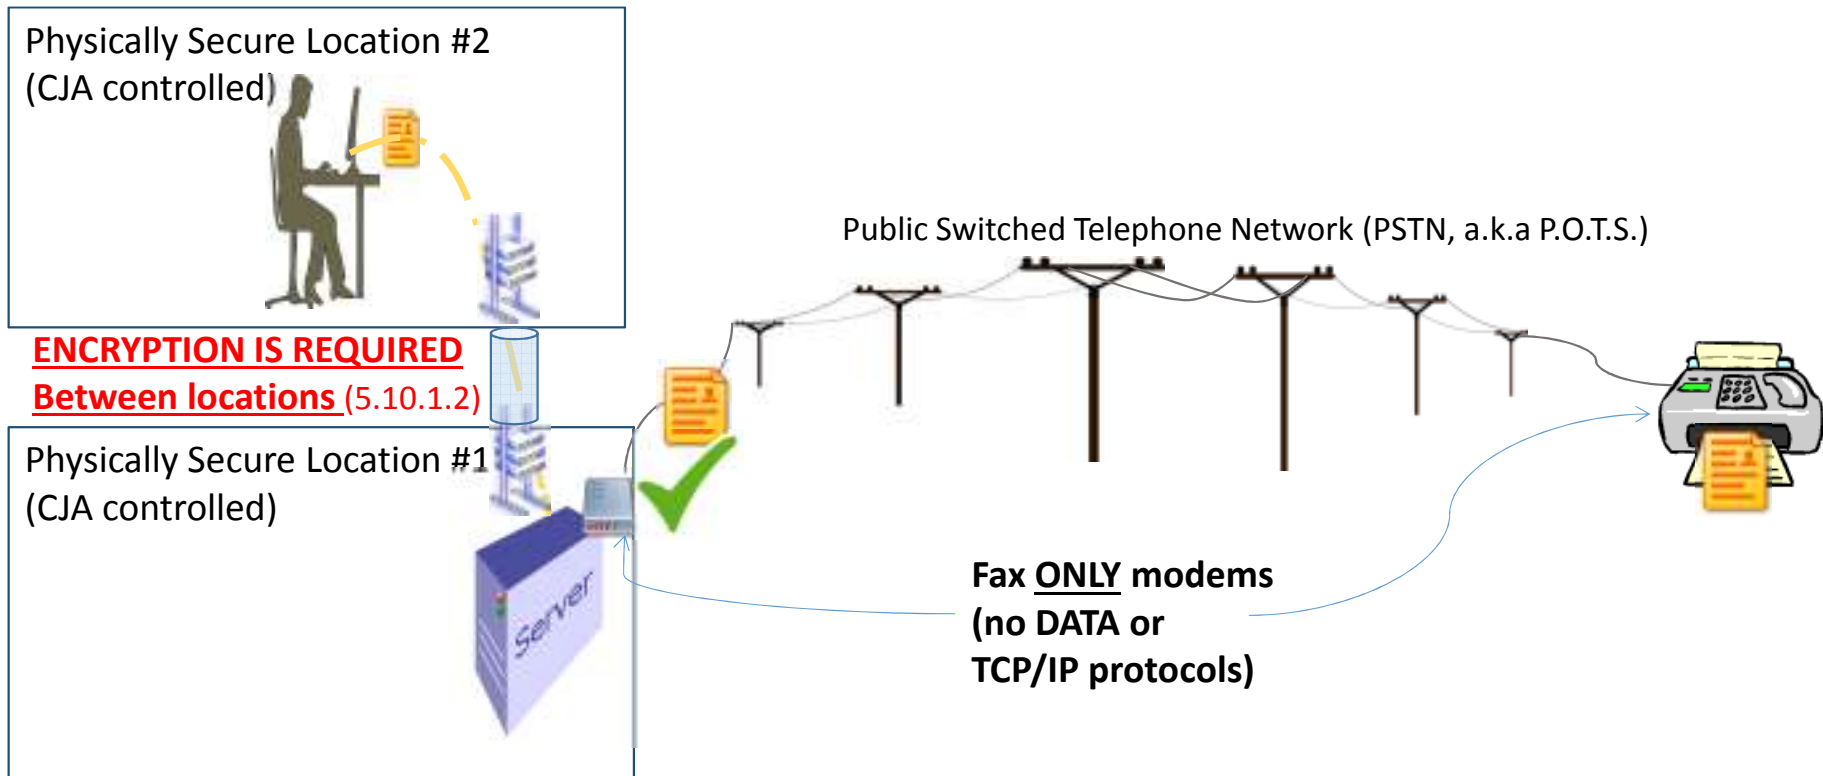 Physically Secure Location #2
(CJA controlled)
Public Switched Telephone Network (PSTN, a.k.a P.O.T.S.)
ENCRYPTION IS REQUIRED
Between locations (5.10.1.2)
Physically Secure Location #1
(CJA controlled)
Server
Fax ONLY modems
(no DATA or
TCP/IP protocols)